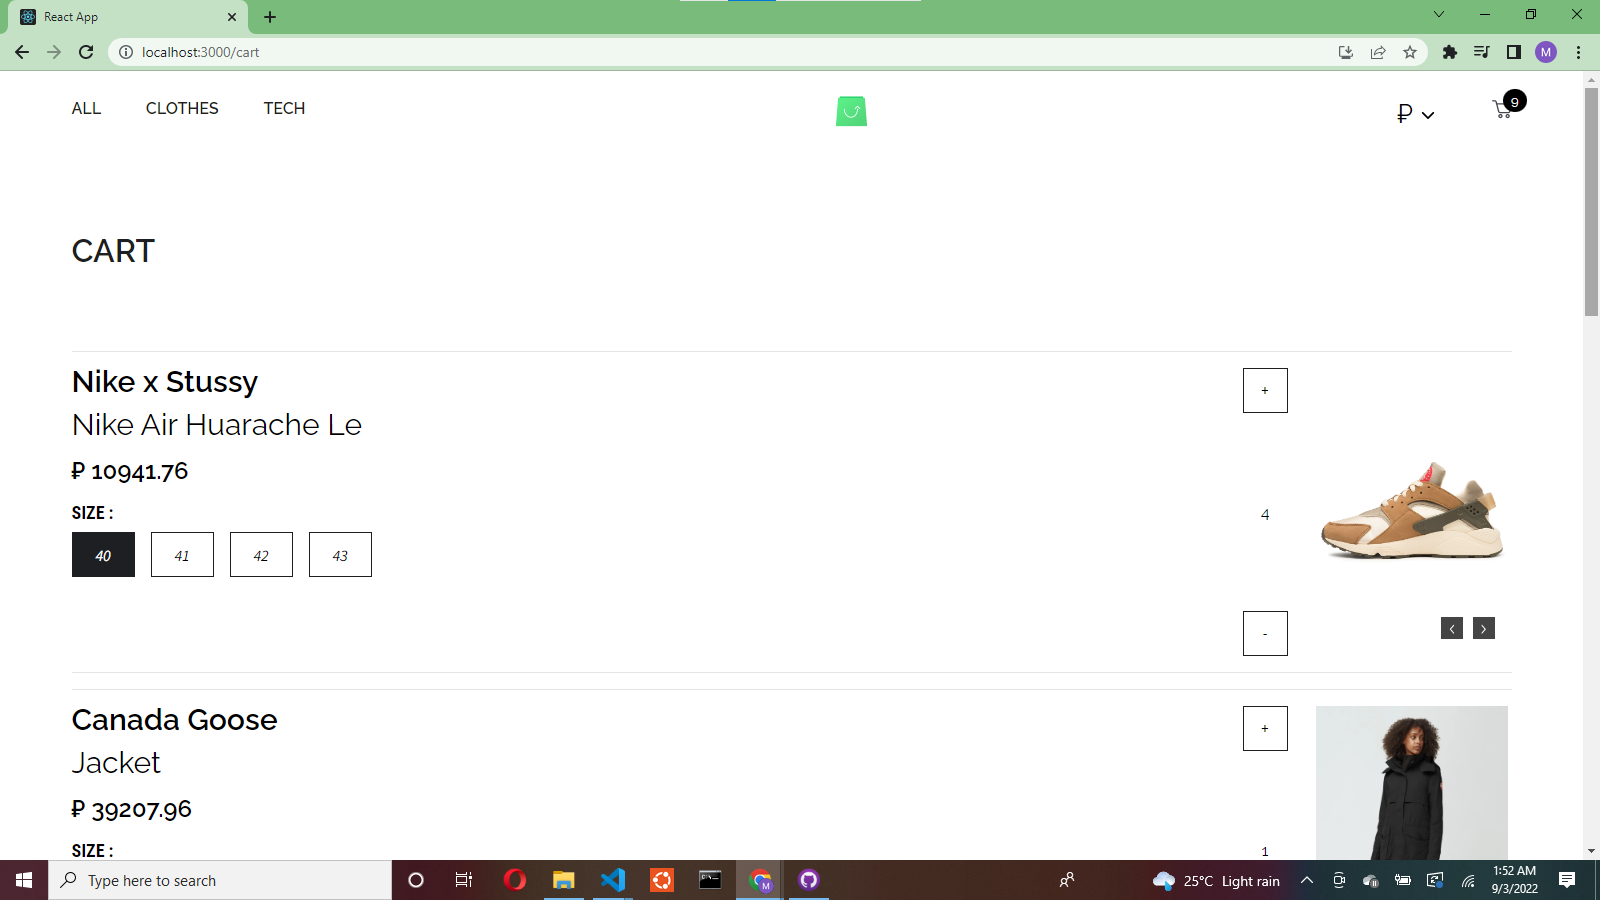 React App
localhost:3000/cart
M
ALL
CLOTHES
TECH
₽
9
CART
Nike x Stussy
Nike Air Huarache Le
₽ 10941.76
SIZE :
40
41
42
43
+
4
-
Canada Goose
Jacket
₽ 39207.96
SIZE :
+
1
Type here to search
M
25°C Light rain
1:52 AM
9/3/2022